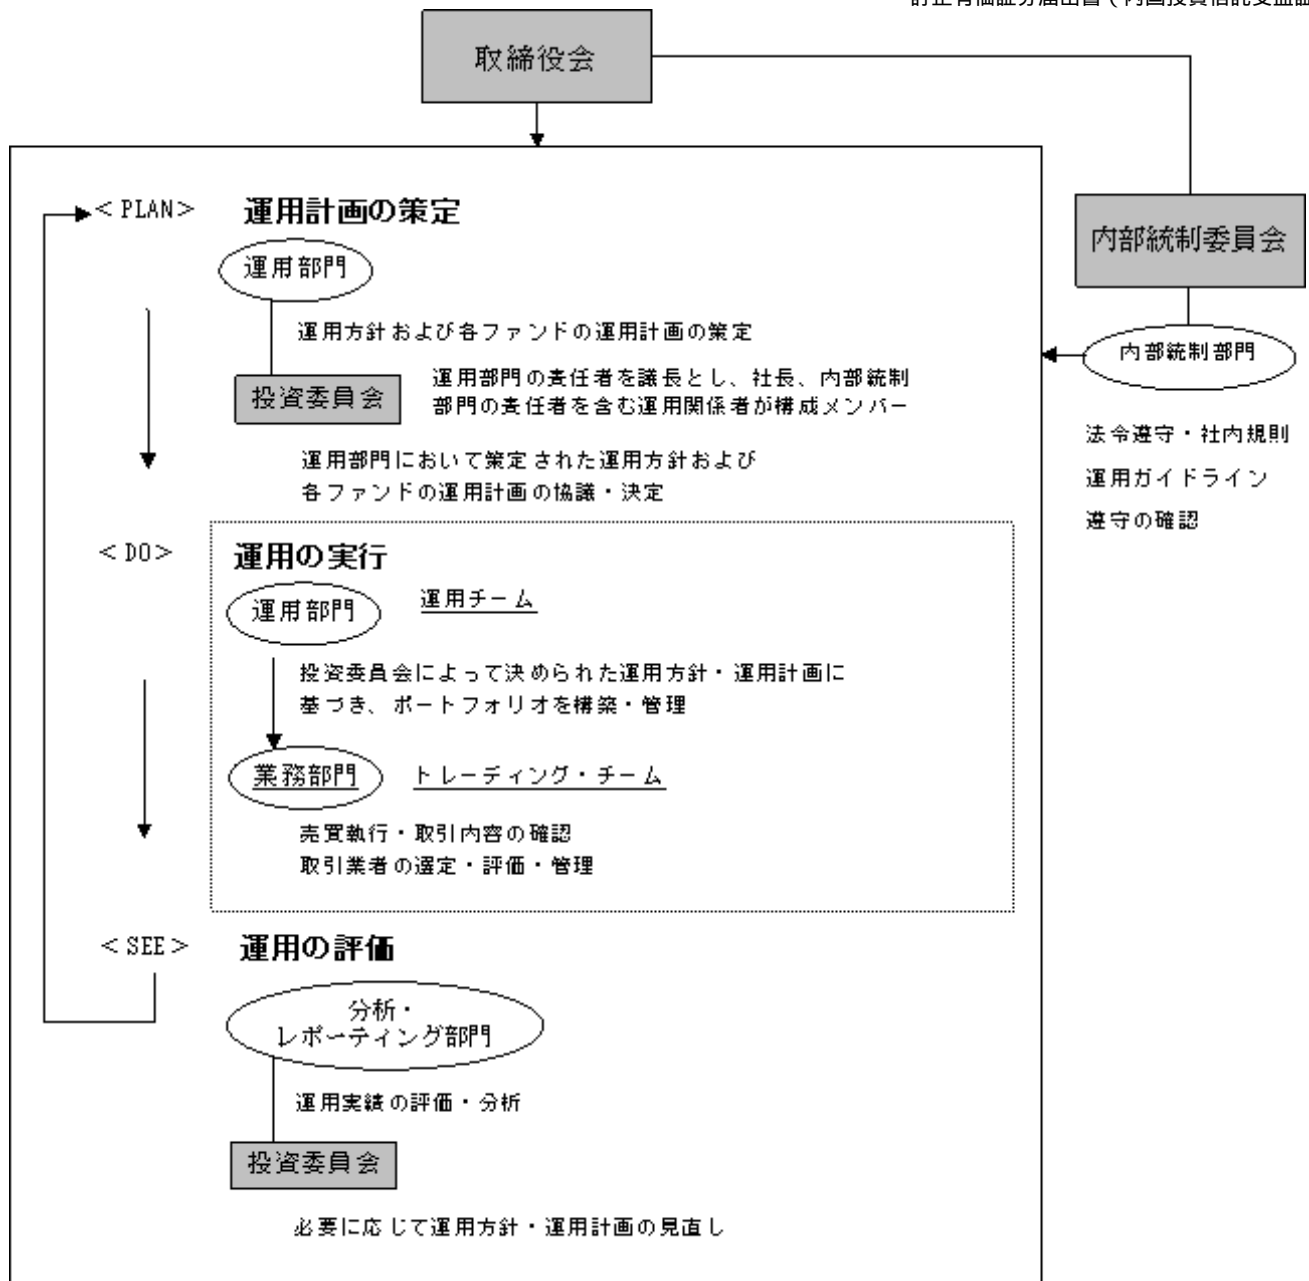 取締役会
<PLAN> 運用計画の策定
運用部門
運用方針および各ファンドの運用計画の策定
投資委員会
運用部門の責任者を議長とし、社長、内部統制
部門の責任者を含む運用関係者が構成メンバー
運用部門において策定された運用方針および
各ファンドの運用計画の協議・決定
内部統制委員会
内部統制部門
法令遵守・社内規則
運用ガイドライン
遵守の確認
<DO> 運用の実行
運用部門 運用チーム
投資委員会によって決められた運用方針・運用計画に
基づき、ポートフォリオを構築・管理
業務部門 トレーディング・チーム
売買執行・取引内容の確認
取引業者の選定・評価・管理
<SEE> 運用の評価
分析・
レポーティング部門
運用実績の評価・分析
投資委員会
必要に応じて運用方針・運用計画の見直し